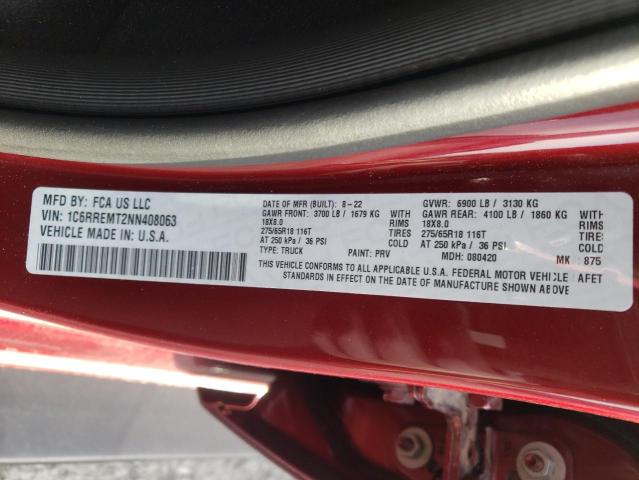 MFD BY: FCA US LLC
DATE OF MFR (BUILT): 8-22
GVWR: 6900 LB / 3130 KG
VIN: 1C6RREMT2NN408063
GAWR FRONT: 3700 LB / 1679 KG WITH
GAWR REAR: 4100 LB / 1860 KG WITH
VEHICLE MADE IN: U.S.A.
18X8.0 RIMS
18X8.0 RIMS
275/65R18 116T TIRES
275/65R18 116T TIRES
AT 250 kPa / 36 PSI COLD
AT 250 kPa / 36 PSI COLD
TYPE: TRUCK
PAINT: PRV
MDH: 080420
MK 875
THIS VEHICLE CONFORMS TO ALL APPLICABLE U.S.A. FEDERAL MOTOR VEHICLE AFET
STANDARDS IN EFFECT ON THE DATE OF MANUFACTURE SHOWN ABOVE